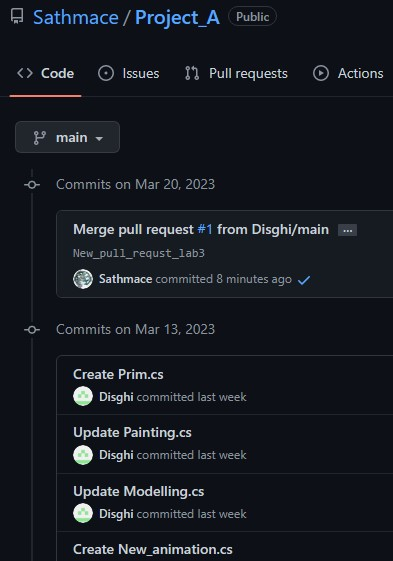 Sathmace / Project_A Public
Code Issues Pull requests Actions
main
Commits on Mar 20, 2023
Merge pull request #1 from Disghi/main ...
New_pull_requst_lab3
Sathmace committed 8 minutes ago
Commits on Mar 13, 2023
Create Prim.cs
Disghi committed last week
Update Painting.cs
Disghi committed last week
Update Modelling.cs
Disghi committed last week
Create New_animation.cs